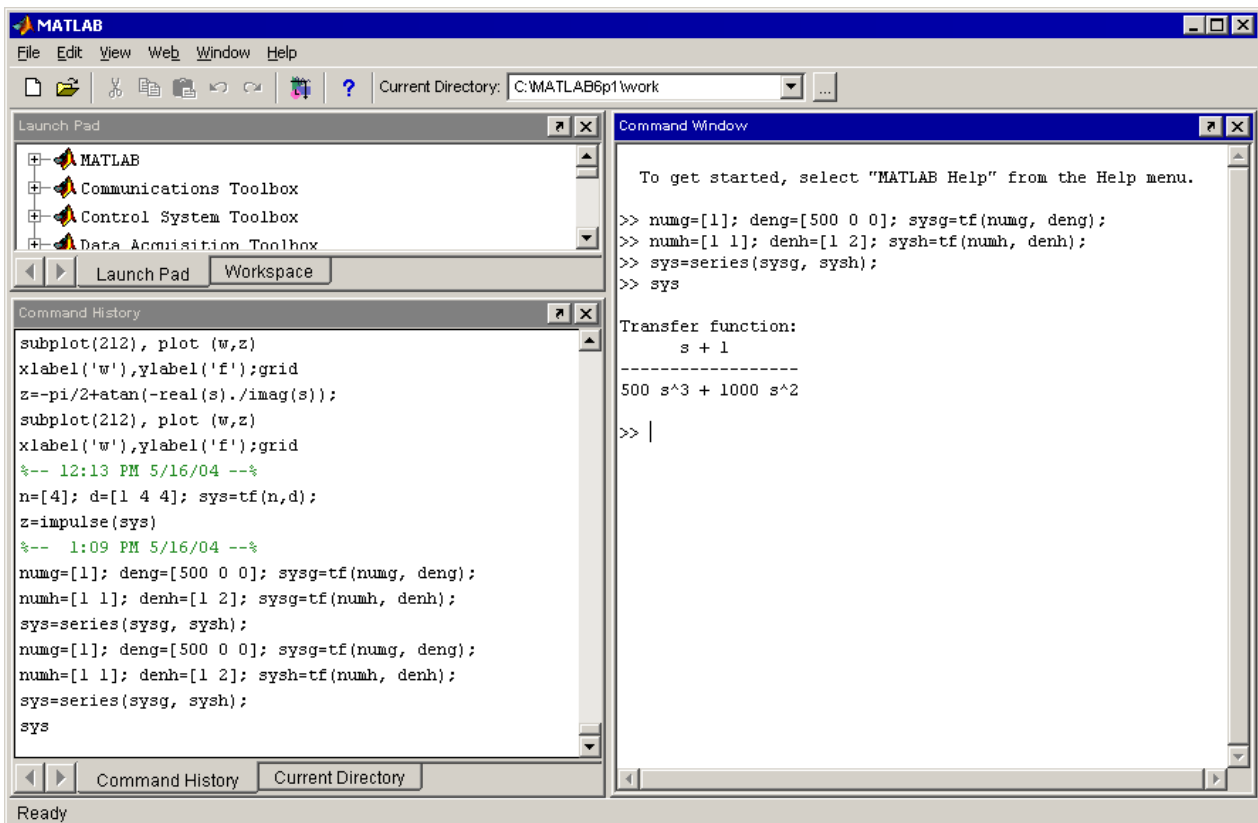 MATLAB
File Edit View Web Window Help
? Current Directory: C:\MATLAB6p1\work ...
Launch Pad
MATLAB
Communications Toolbox
Control System Toolbox
Data Acquisition Toolbox
Launch Pad Workspace
Command History
subplot(212), plot (w,z)
xlabel('w'),ylabel('f');grid
z=-pi/2+atan(-real(s)./imag(s));
subplot(212), plot (w,z)
xlabel('w'),ylabel('f');grid
%-- 12:13 PM 5/16/04 --%
n=[4]; d=[1 4 4]; sys=tf(n,d);
z=impulse(sys)
%--  1:09 PM 5/16/04 --%
numg=[1]; deng=[500 0 0]; sysg=tf(numg, deng);
numh=[1 1]; denh=[1 2]; sysg=tf(numh, denh);
sys=series(sysg, sysh);
numg=[1]; deng=[500 0 0]; sysg=tf(numg, deng);
numh=[1 1]; denh=[1 2]; sysh=tf(numh, denh);
sys=series(sysg, sysh);
sys
Command History Current Directory
Command Window
To get started, select "MATLAB Help" from the Help menu.
>> numg=[1]; deng=[500 0 0]; sysg=tf(numg, deng);
>> numh=[1 1]; denh=[1 2]; sysh=tf(numh, denh);
>> sys=series(sysg, sysh);
>> sys
Transfer function:
s + 1
------------------
500 s^3 + 1000 s^2
>>
Ready